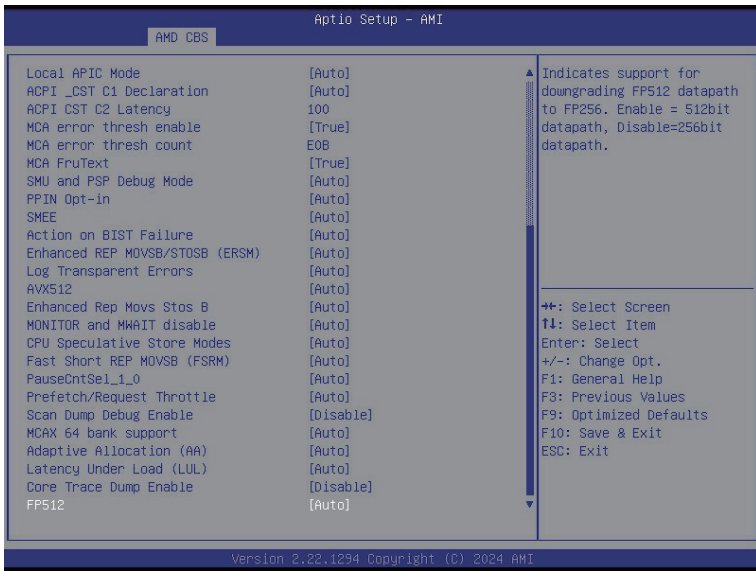 Aptio Setup – AMI
AMD CBS
Local APIC Mode [Auto]
ACPI _CST C1 Declaration [Auto]
ACPI CST C2 Latency 100
MCA error thresh enable [True]
MCA error thresh count E0B
MCA FruText [True]
SMU and PSP Debug Mode [Auto]
PPIN Opt-in [Auto]
SMEE [Auto]
Action on BIST Failure [Auto]
Enhanced REP MOVSB/STOSB (ERSM) [Auto]
Log Transparent Errors [Auto]
AVX512 [Auto]
Enhanced Rep Movs Stos B [Auto]
MONITOR and MWAIT disable [Auto]
CPU Speculative Store Modes [Auto]
Fast Short REP MOVSB (FSRM) [Auto]
PauseCntSel_1_0 [Auto]
Prefetch/Request Throttle [Auto]
Scan Dump Debug Enable [Disable]
MCAX 64 bank support [Auto]
Adaptive Allocation (AA) [Auto]
Latency Under Load (LUL) [Auto]
Core Trace Dump Enable [Disable]
FP512 [Auto]
Indicates support for
downgrading FP512 datapath
to FP256. Enable = 512bit
datapath, Disable=256bit
datapath.
→←: Select Screen
↑↓: Select Item
Enter: Select
+/-: Change Opt.
F1: General Help
F3: Previous Values
F9: Optimized Defaults
F10: Save & Exit
ESC: Exit
Version 2.22.1294 Copyright (C) 2024 AMI